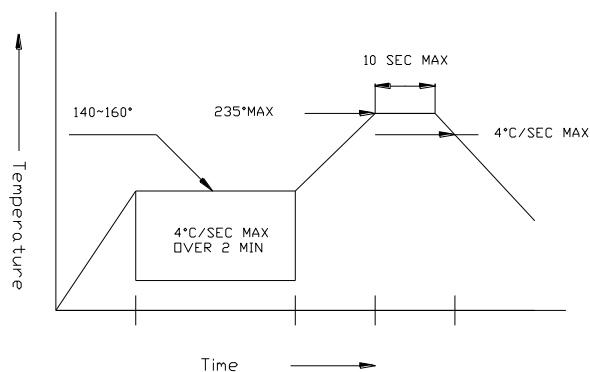 10 SEC MAX
140~160°
235°MAX
4°C/SEC MAX
Temperature
4°C/SEC MAX
OVER 2 MIN
Time